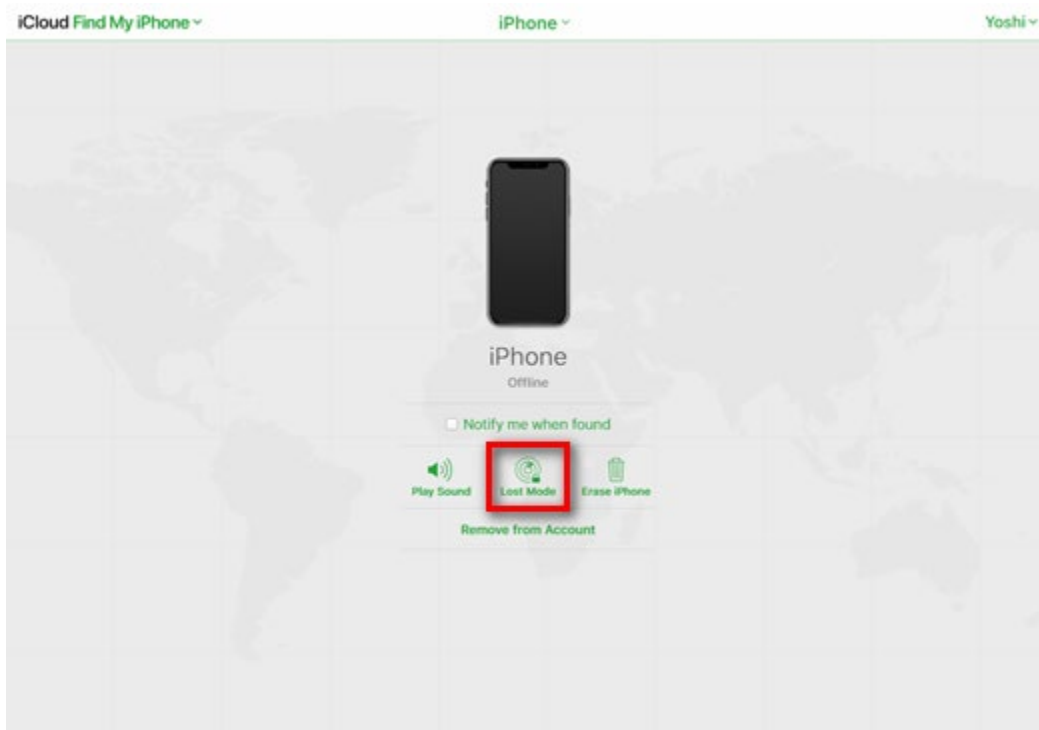 iCloud Find My iPhone iPhone Yoshi
iPhone
Offline
Notify me when found
Play Sound Lost Mode Erase iPhone
Remove from Account